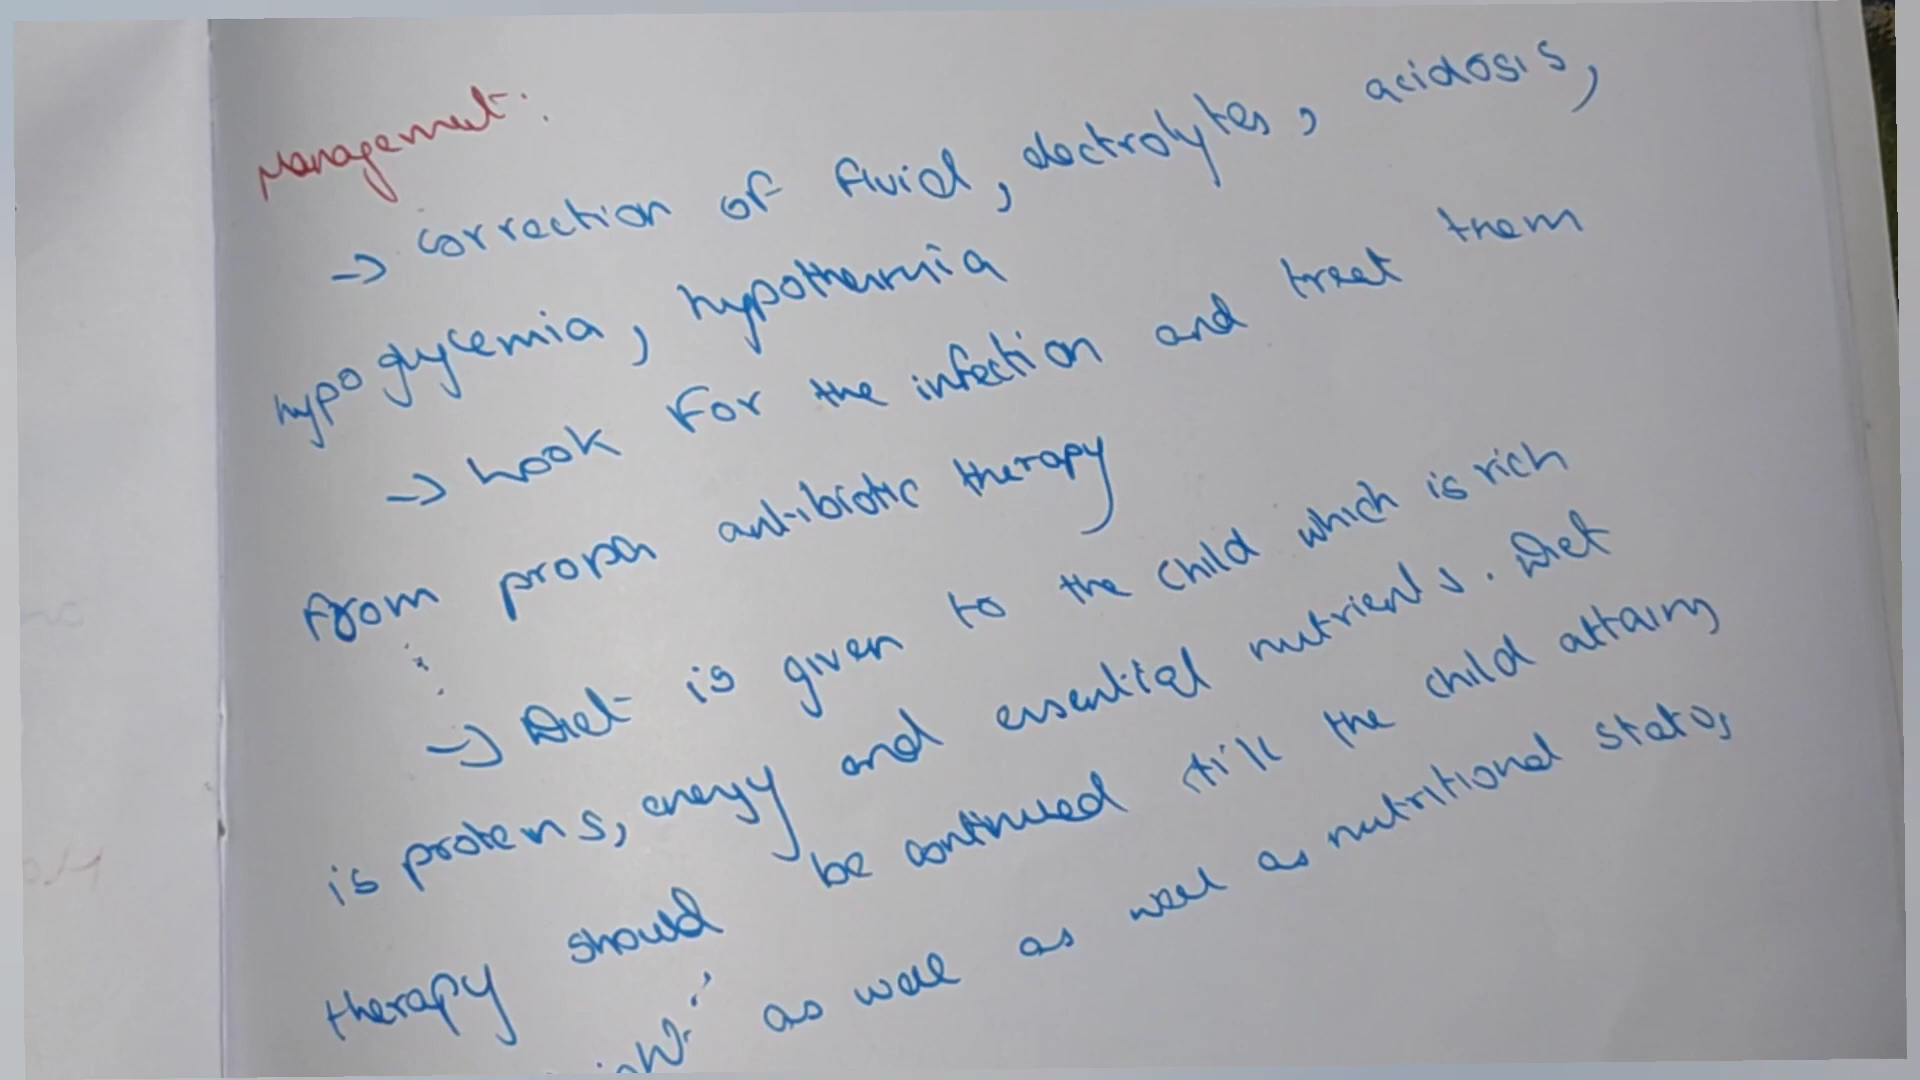 Management:
→ correction of fluid, electrolytes, acidosis,
hypoglycemia, hypothermia
→ Look for the infection and treat them
from proper antibiotic therapy
→ Diet is given to the child which is rich
is proteins, energy and essential nutrients. Diet
therapy should be continued till the child attains
as well as well as nutritional status